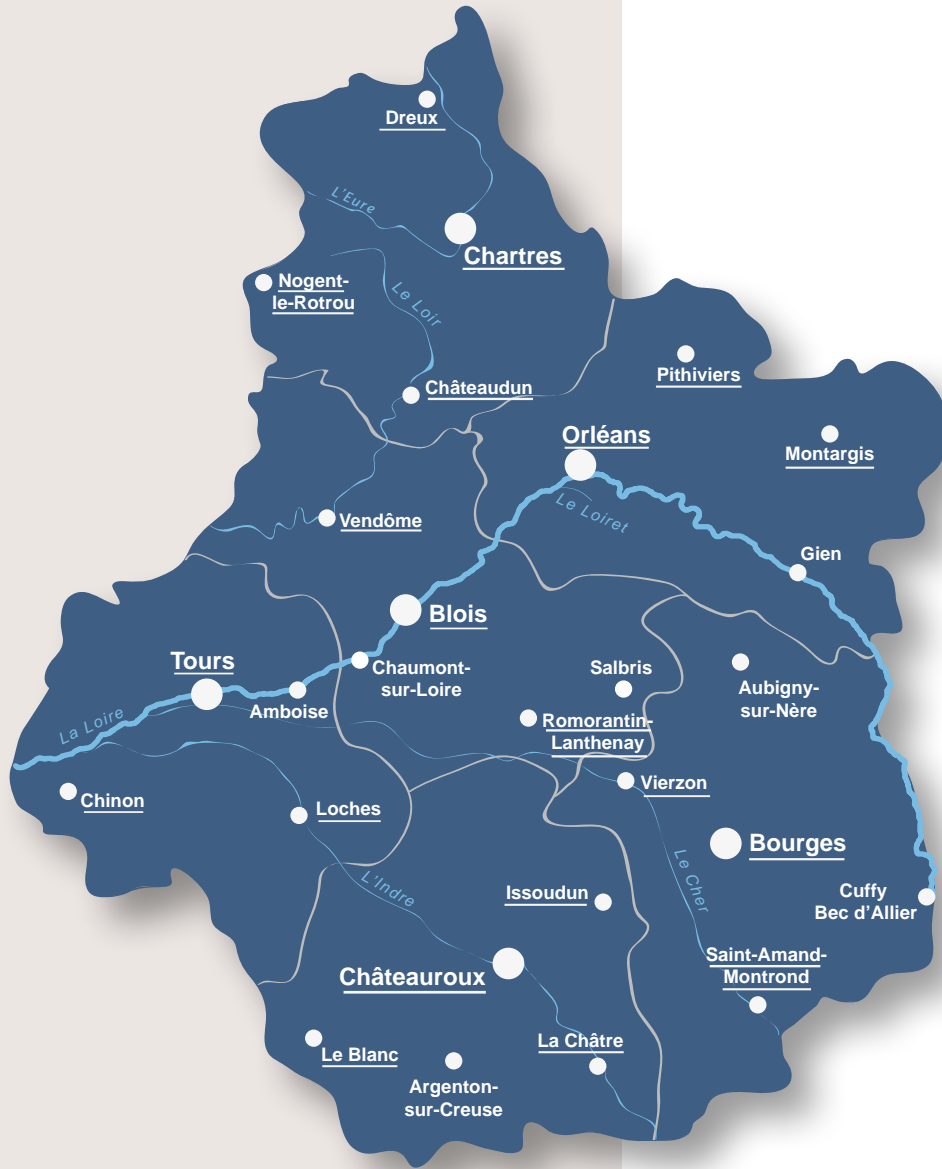 Dreux
L'Eure
Chartres
Nogent-
le-Rotrou
Le Loir
Pithiviers
Châteaudun
Orléans
Montargis
Le Loiret
Vendôme
Gien
Blois
Tours
Chaumont-
sur-Loire
Salbris
Aubigny-
sur-Nère
Amboise
La Loire
Romorantin-
Lanthenay
Vierzon
Chinon
Loches
Bourges
L'Indre
Le Cher
Issoudun
Cuffy
Bec d'Allier
Saint-Amand-
Montrond
Châteauroux
La Châtre
Le Blanc
Argenton-
sur-Creuse